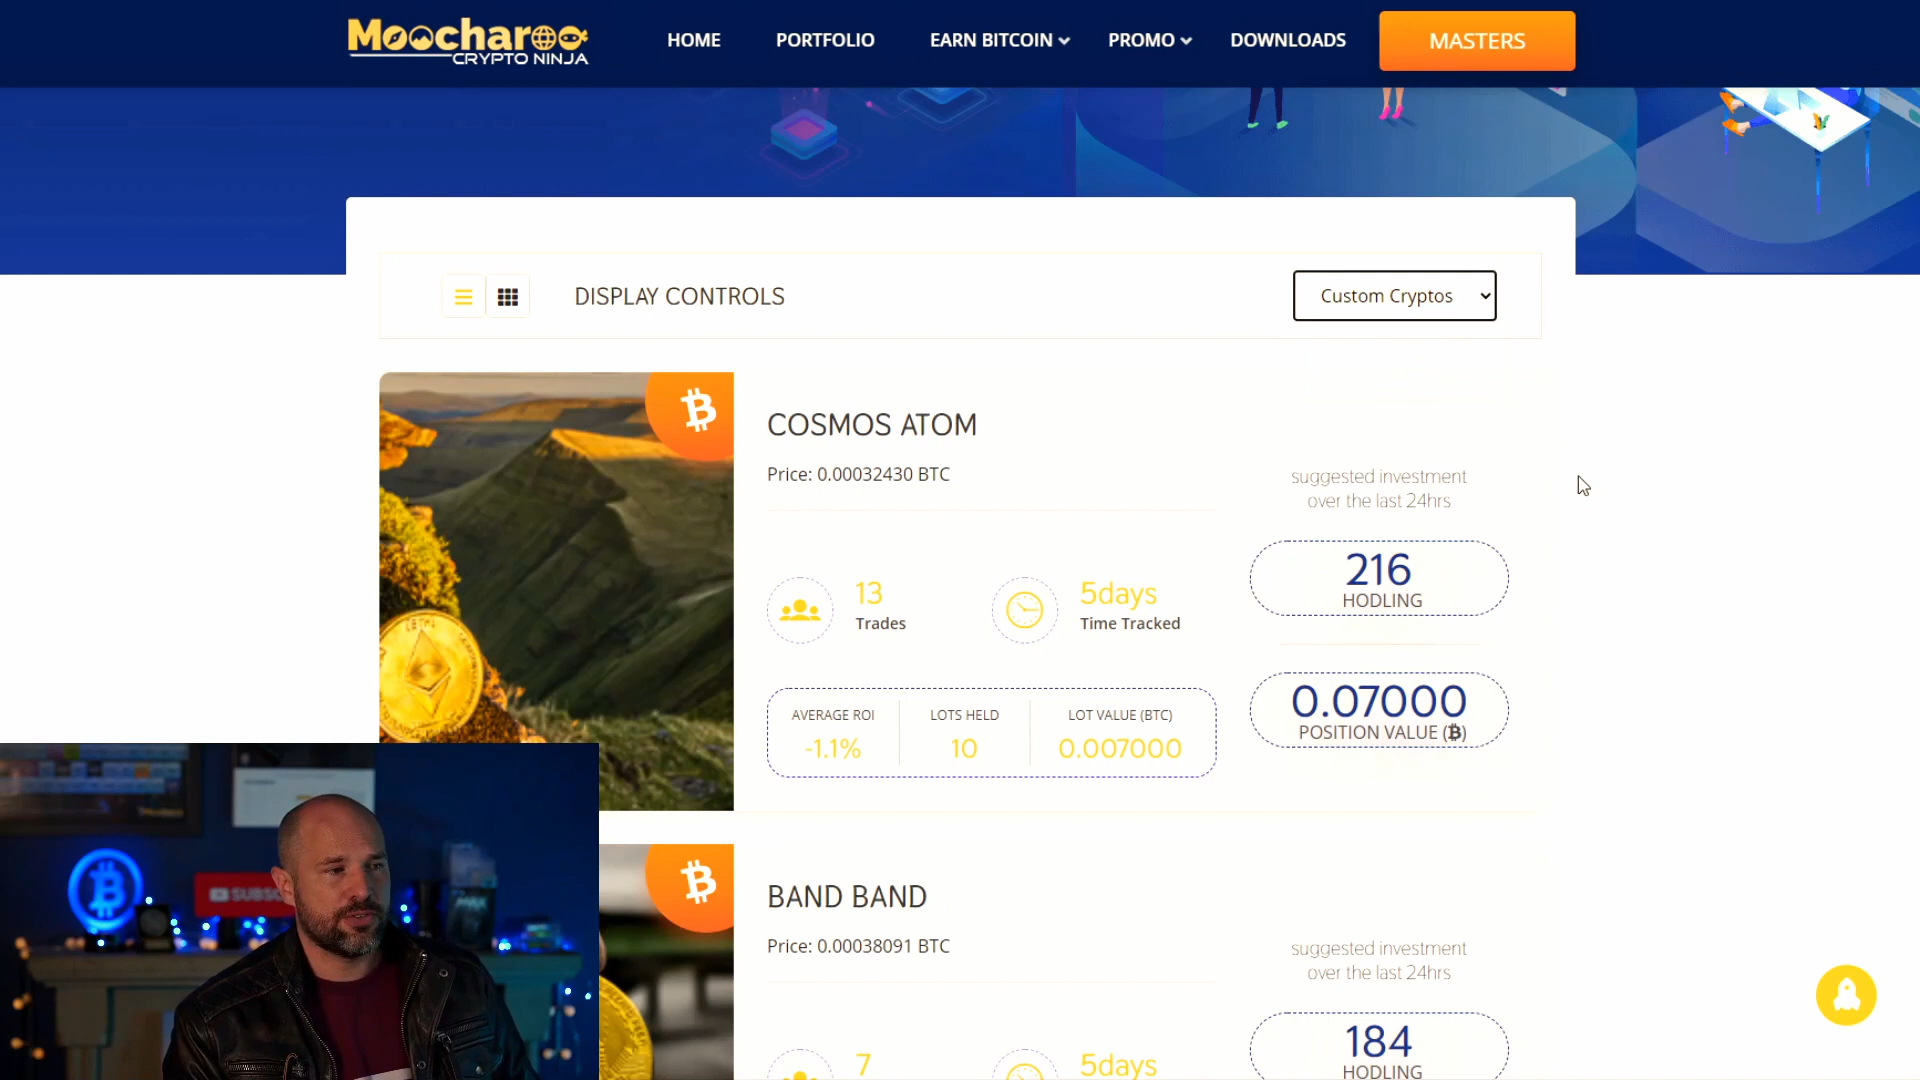 Moocharoo
CRYPTO NINJA
HOME
PORTFOLIO
EARN BITCOIN
PROMO
DOWNLOADS
MASTERS
DISPLAY CONTROLS
Custom Cryptos
COSMOS ATOM
Price: 0.00032430 BTC
suggested investment
over the last 24hrs
216
HODLING
13
Trades
5days
Time Tracked
0.07000
POSITION VALUE (₿)
AVERAGE ROI
LOTS HELD
LOT VALUE (BTC)
-1.1%
10
0.007000
BAND BAND
Price: 0.00038091 BTC
suggested investment
over the last 24hrs
184
HODLING
7
5days